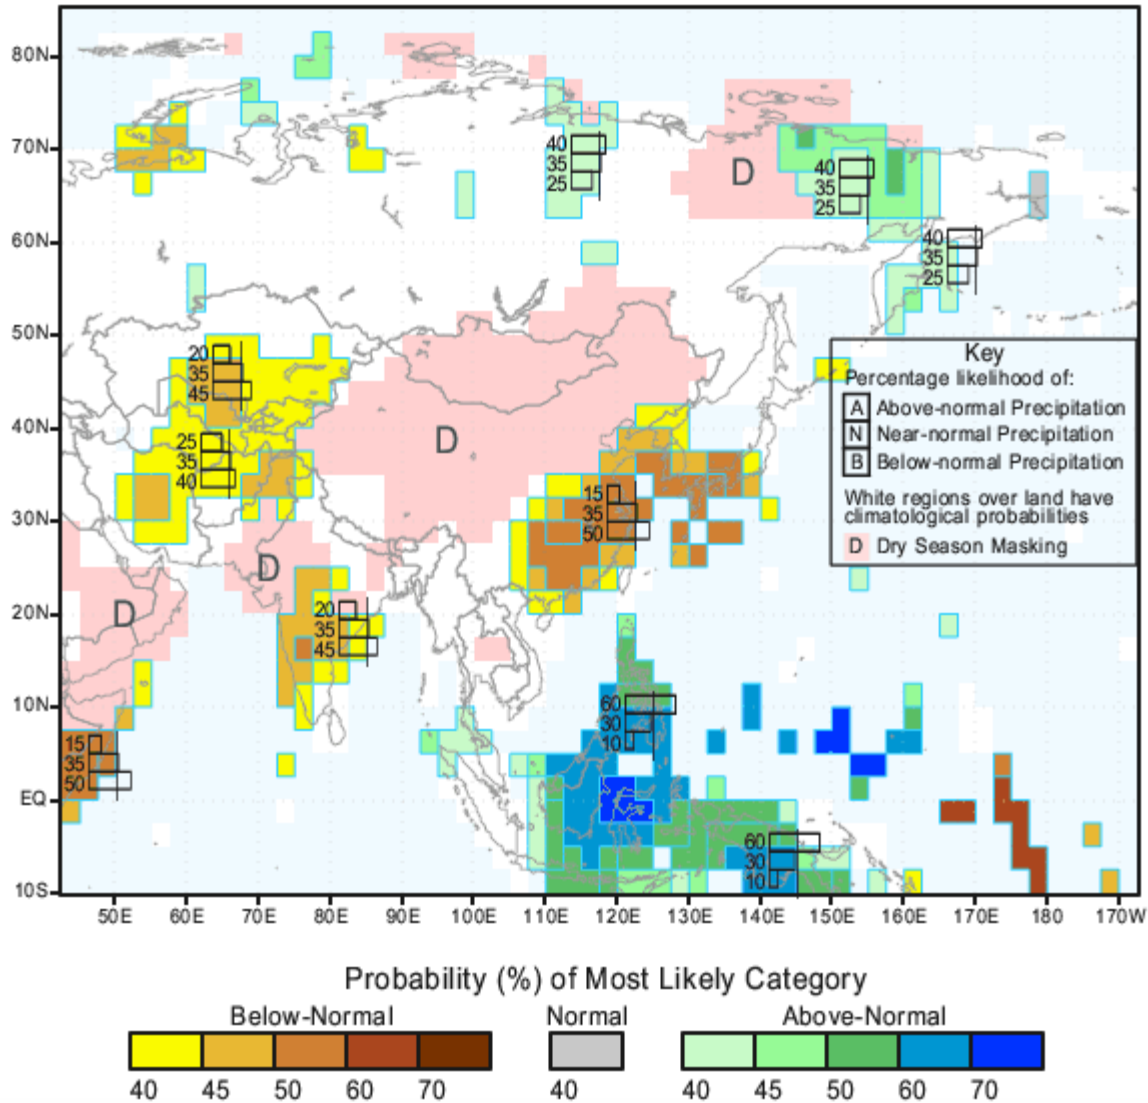 80N
70N
60N
50N
40N
30N
20N
10N
EQ
10S
40
35
25
D
40
35
25
40
35
25
20
35
45
25
35
40
D
15
35
50
D
D
20
35
45
60
30
10
15
35
50
60
30
10
Key
Percentage likelihood of:
A Above-normal Precipitation
N Near-normal Precipitation
B Below-normal Precipitation
White regions over land have
climatological probabilities
D Dry Season Masking
50E 60E 70E 80E 90E 100E 110E 120E 130E 140E 150E 160E 170E 180 170W
Probability (%) of Most Likely Category
Below-Normal Normal Above-Normal
40 45 50 60 70 40 40 45 50 60 70